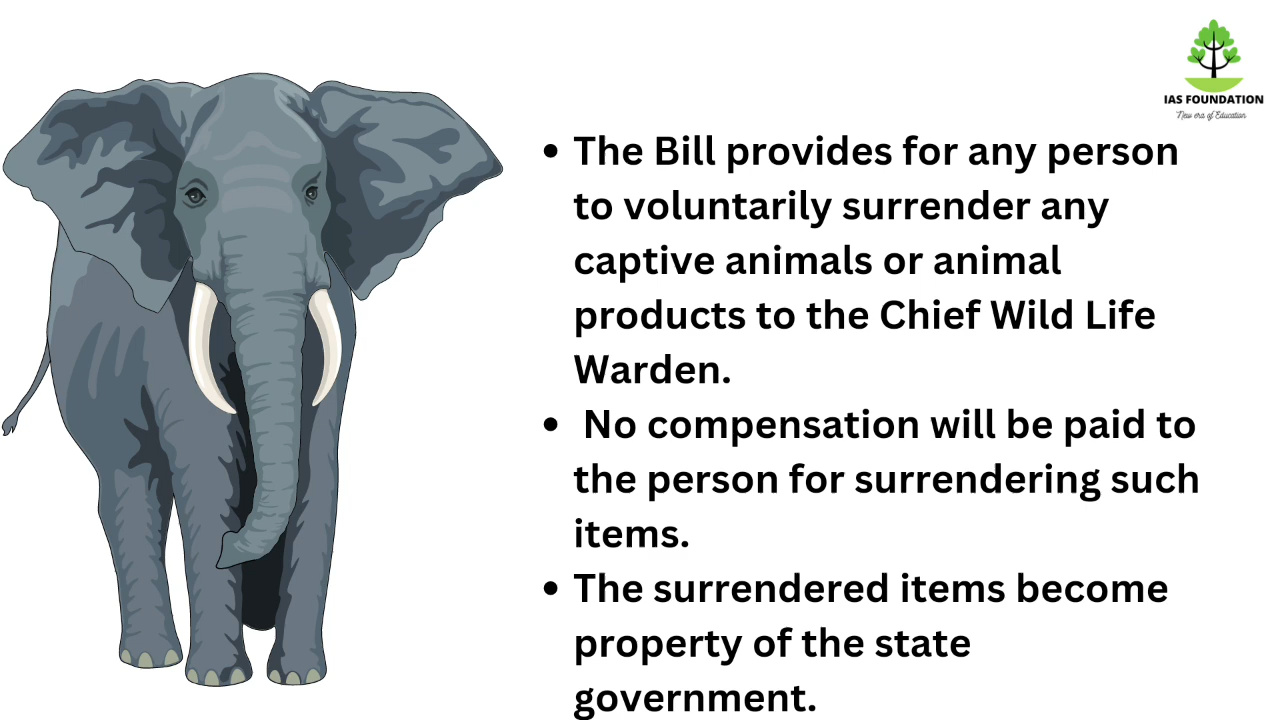 IAS FOUNDATION
New era of Education
• The Bill provides for any person
to voluntarily surrender any
captive animals or animal
products to the Chief Wild Life
Warden.
• No compensation will be paid to
the person for surrendering such
items.
• The surrendered items become
property of the state
government.